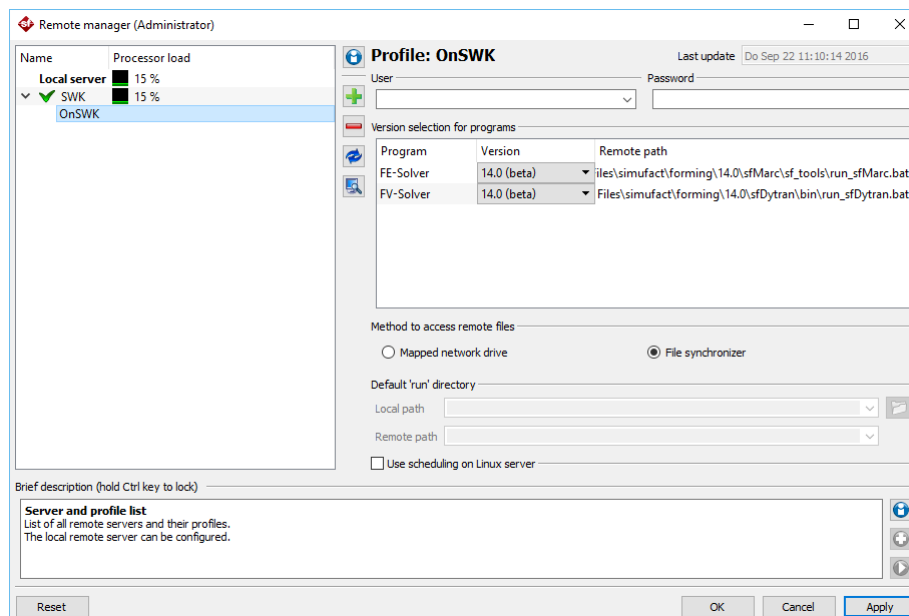 Remote manager (Administrator)
Name Processor load
Local server 15 %
SWK 15 %
OnSWK
Profile: OnSWK
Last update Do Sep 22 11:10:14 2016
User
Password
Version selection for programs
Program Version Remote path
FE-Solver 14.0 (beta) iles\simufact\forming\14.0\sfMarc\sf_tools\run_sfMarc.bat
FV-Solver 14.0 (beta) Files\simufact\forming\14.0\sfDytran\bin\run_sfDytran.bat
Method to access remote files
Mapped network drive File synchronizer
Default 'run' directory
Local path
Remote path
Use scheduling on Linux server
Brief description (hold Ctrl key to lock)
Server and profile list
List of all remote servers and their profiles.
The local remote server can be configured.
Reset OK Cancel Apply